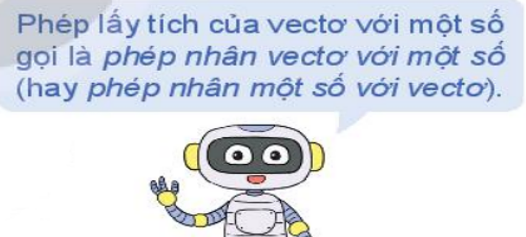 Phép lấy tích của vectơ với một số
gọi là phép nhân vectơ với một số
(hay phép nhân một số với vectơ).